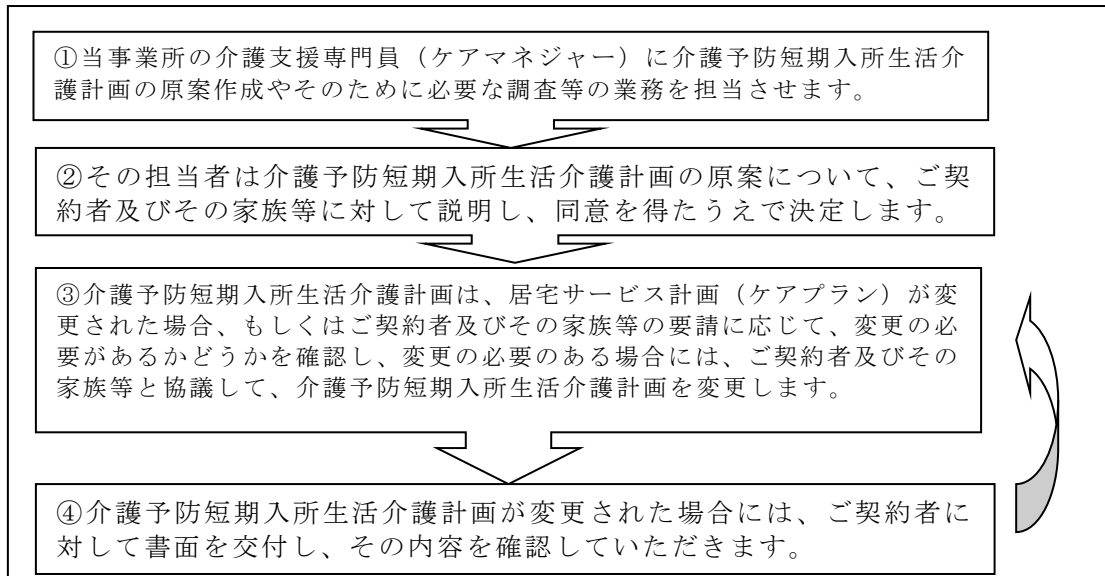 ①当事業所の介護支援専門員（ケアマネジャー）に介護予防短期入所生活介
護計画の原案作成やそのために必要な調査等の業務を担当させます。
②その担当者は介護予防短期入所生活介護計画の原案について、ご契
約者及びその家族等に対して説明し、同意を得たうえで決定します。
③介護予防短期入所生活介護計画は、居宅サービス計画（ケアプラン）が変
更された場合、もしくはご契約者及びその家族等の要請に応じて、変更の必
要があるかどうかを確認し、変更の必要のある場合には、ご契約者及びその
家族等と協議して、介護予防短期入所生活介護計画を変更します。
④介護予防短期入所生活介護計画が変更された場合には、ご契約者に
対して書面を交付し、その内容を確認していただきます。